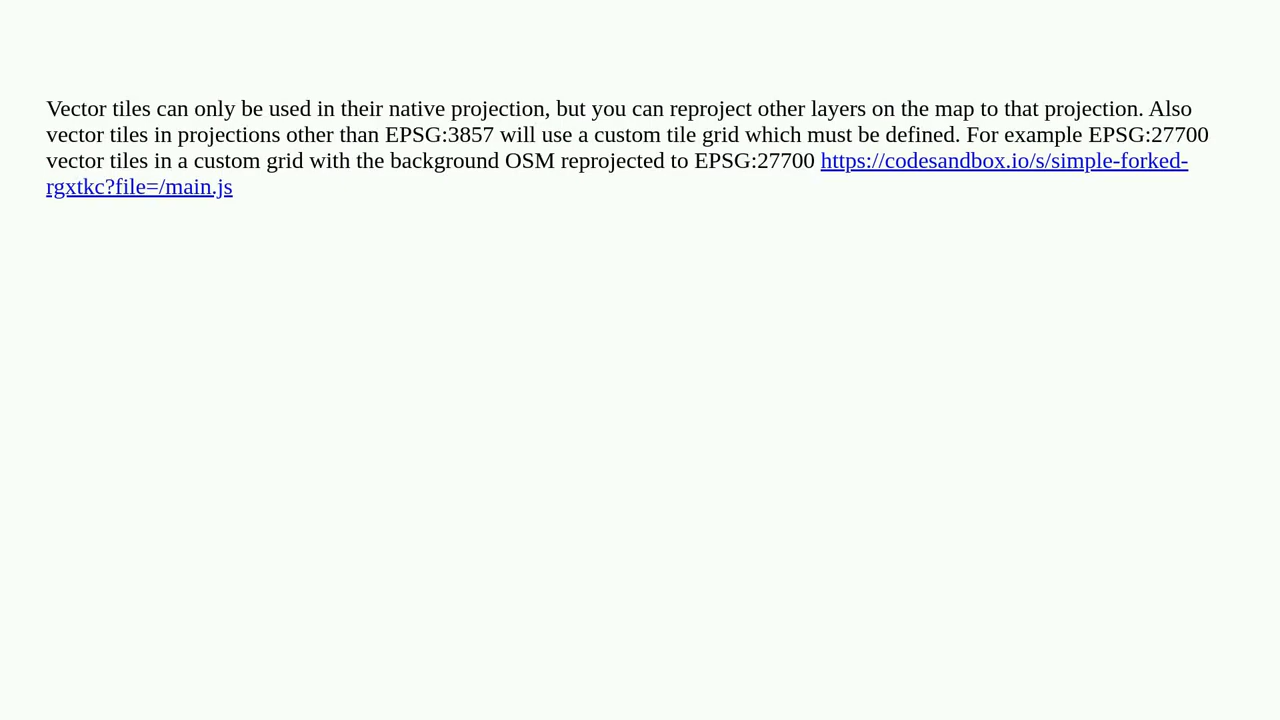 Vector tiles can only be used in their native projection, but you can reproject other layers on the map to that projection. Also
vector tiles in projections other than EPSG:3857 will use a custom tile grid which must be defined. For example EPSG:27700
vector tiles in a custom grid with the background OSM reprojected to EPSG:27700 https://codesandbox.io/s/simple-forked-
rgxtkc?file=/main.js